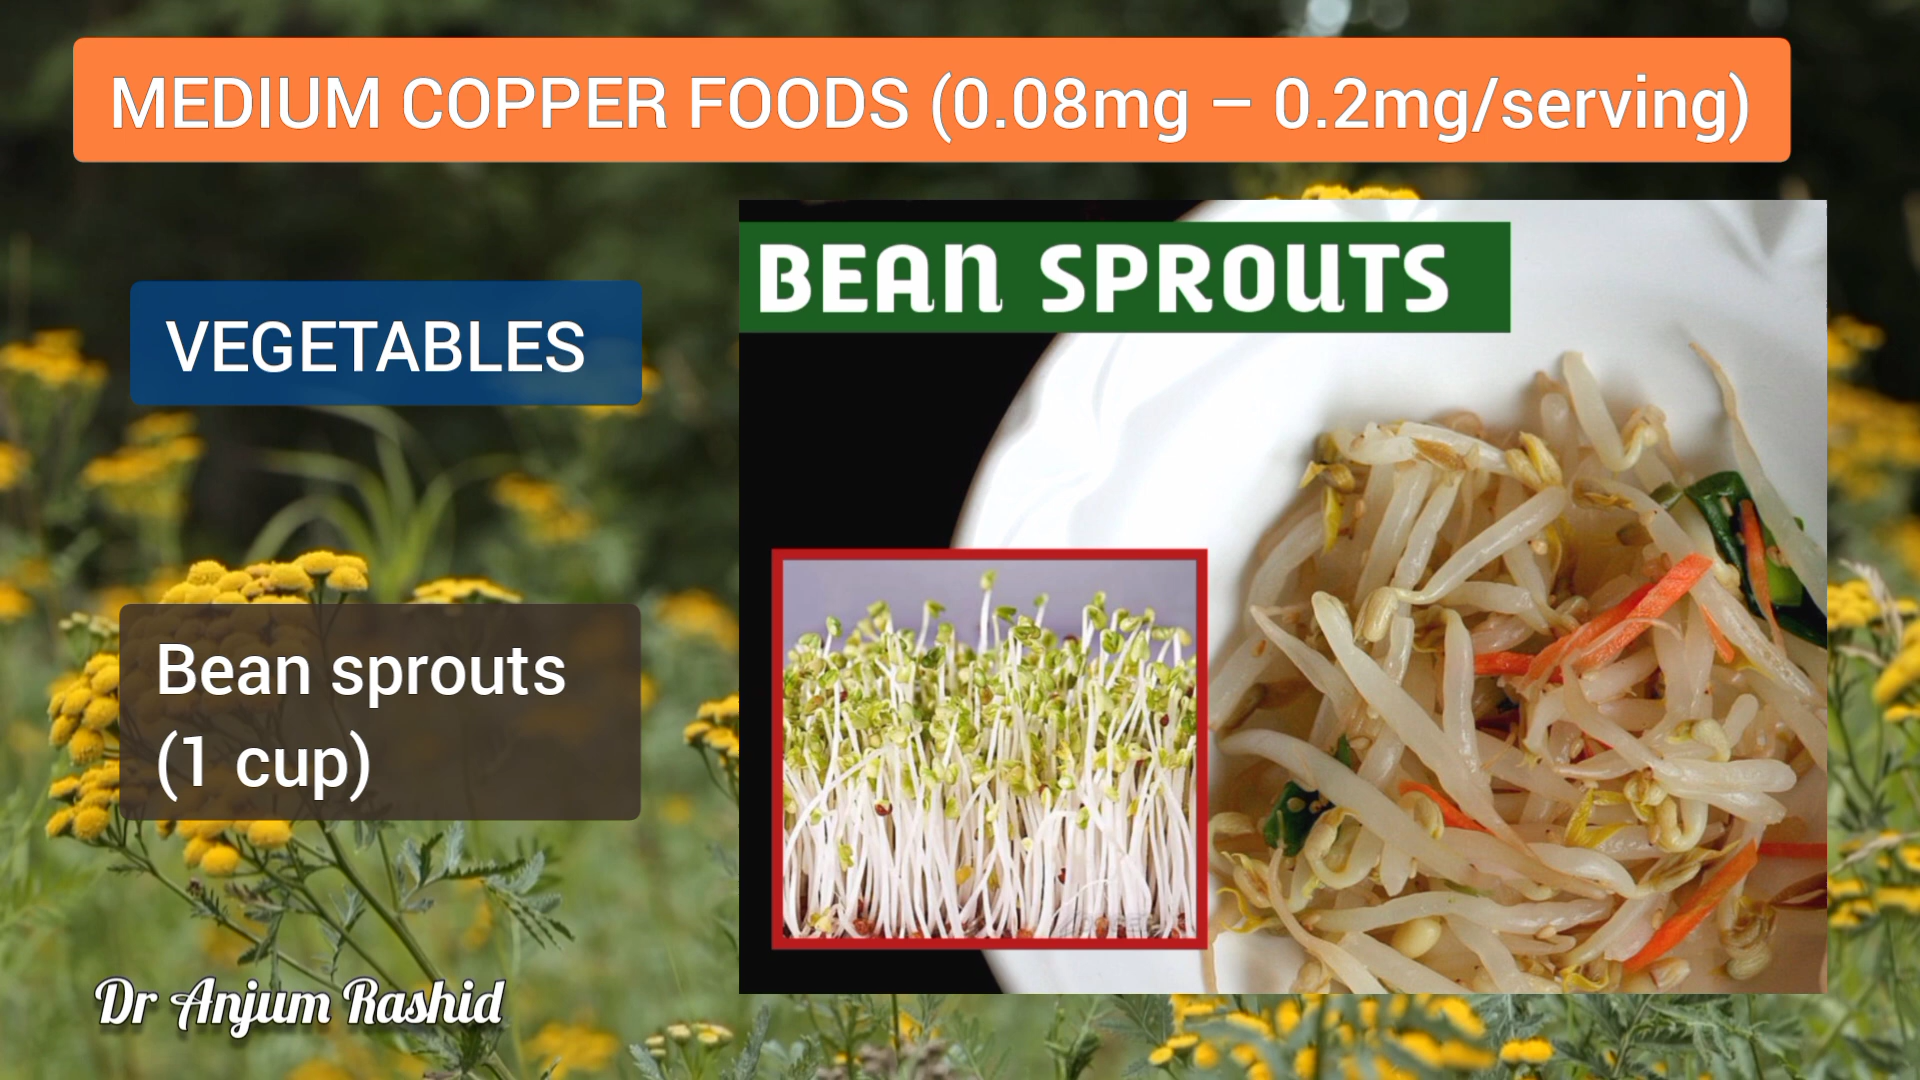 MEDIUM COPPER FOODS (0.08mg – 0.2mg/serving)
BEAN SPROUTS
VEGETABLES
Bean sprouts
(1 cup)
Dr Anjum Rashid